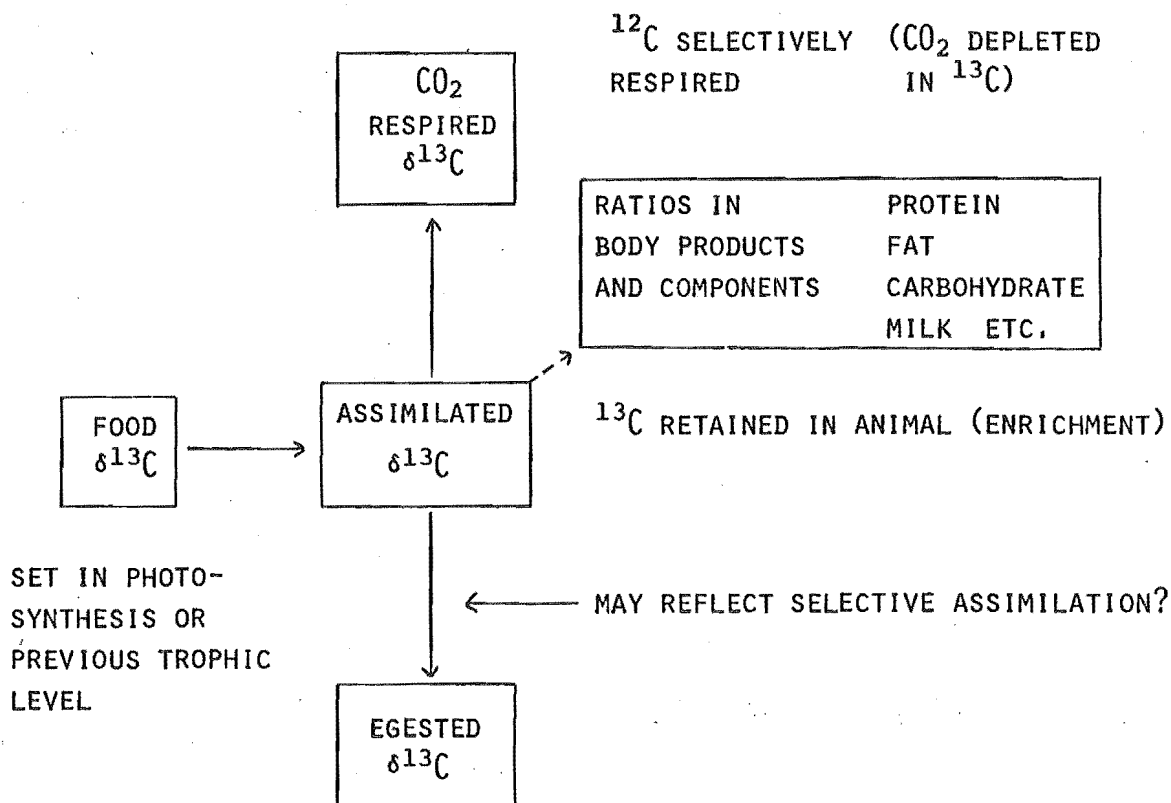 ¹²C SELECTIVELY (CO₂ DEPLETED
RESPIRED IN ¹³C)
CO₂
RESPIRED
δ¹³C
RATIOS IN PROTEIN
BODY PRODUCTS FAT
AND COMPONENTS CARBOHYDRATE
MILK ETC.
FOOD
δ¹³C
ASSIMILATED
δ¹³C
¹³C RETAINED IN ANIMAL (ENRICHMENT)
SET IN PHOTO-
SYNTHESIS OR
PREVIOUS TROPHIC
LEVEL
MAY REFLECT SELECTIVE ASSIMILATION?
EGESTED
δ¹³C